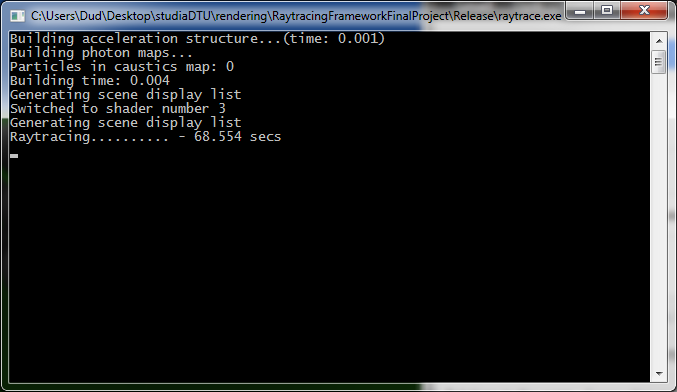 C:\Users\Dud\Desktop\studiaDTU\rendering\RaytracingFrameworkFinalProject\Release\raytrace.exe
Building acceleration structure...(time: 0.001)
Building photon maps...
Particles in caustics map: 0
Building time: 0.004
Generating scene display list
Switched to shader number 3
Generating scene display list
Raytracing.......... - 68.554 secs